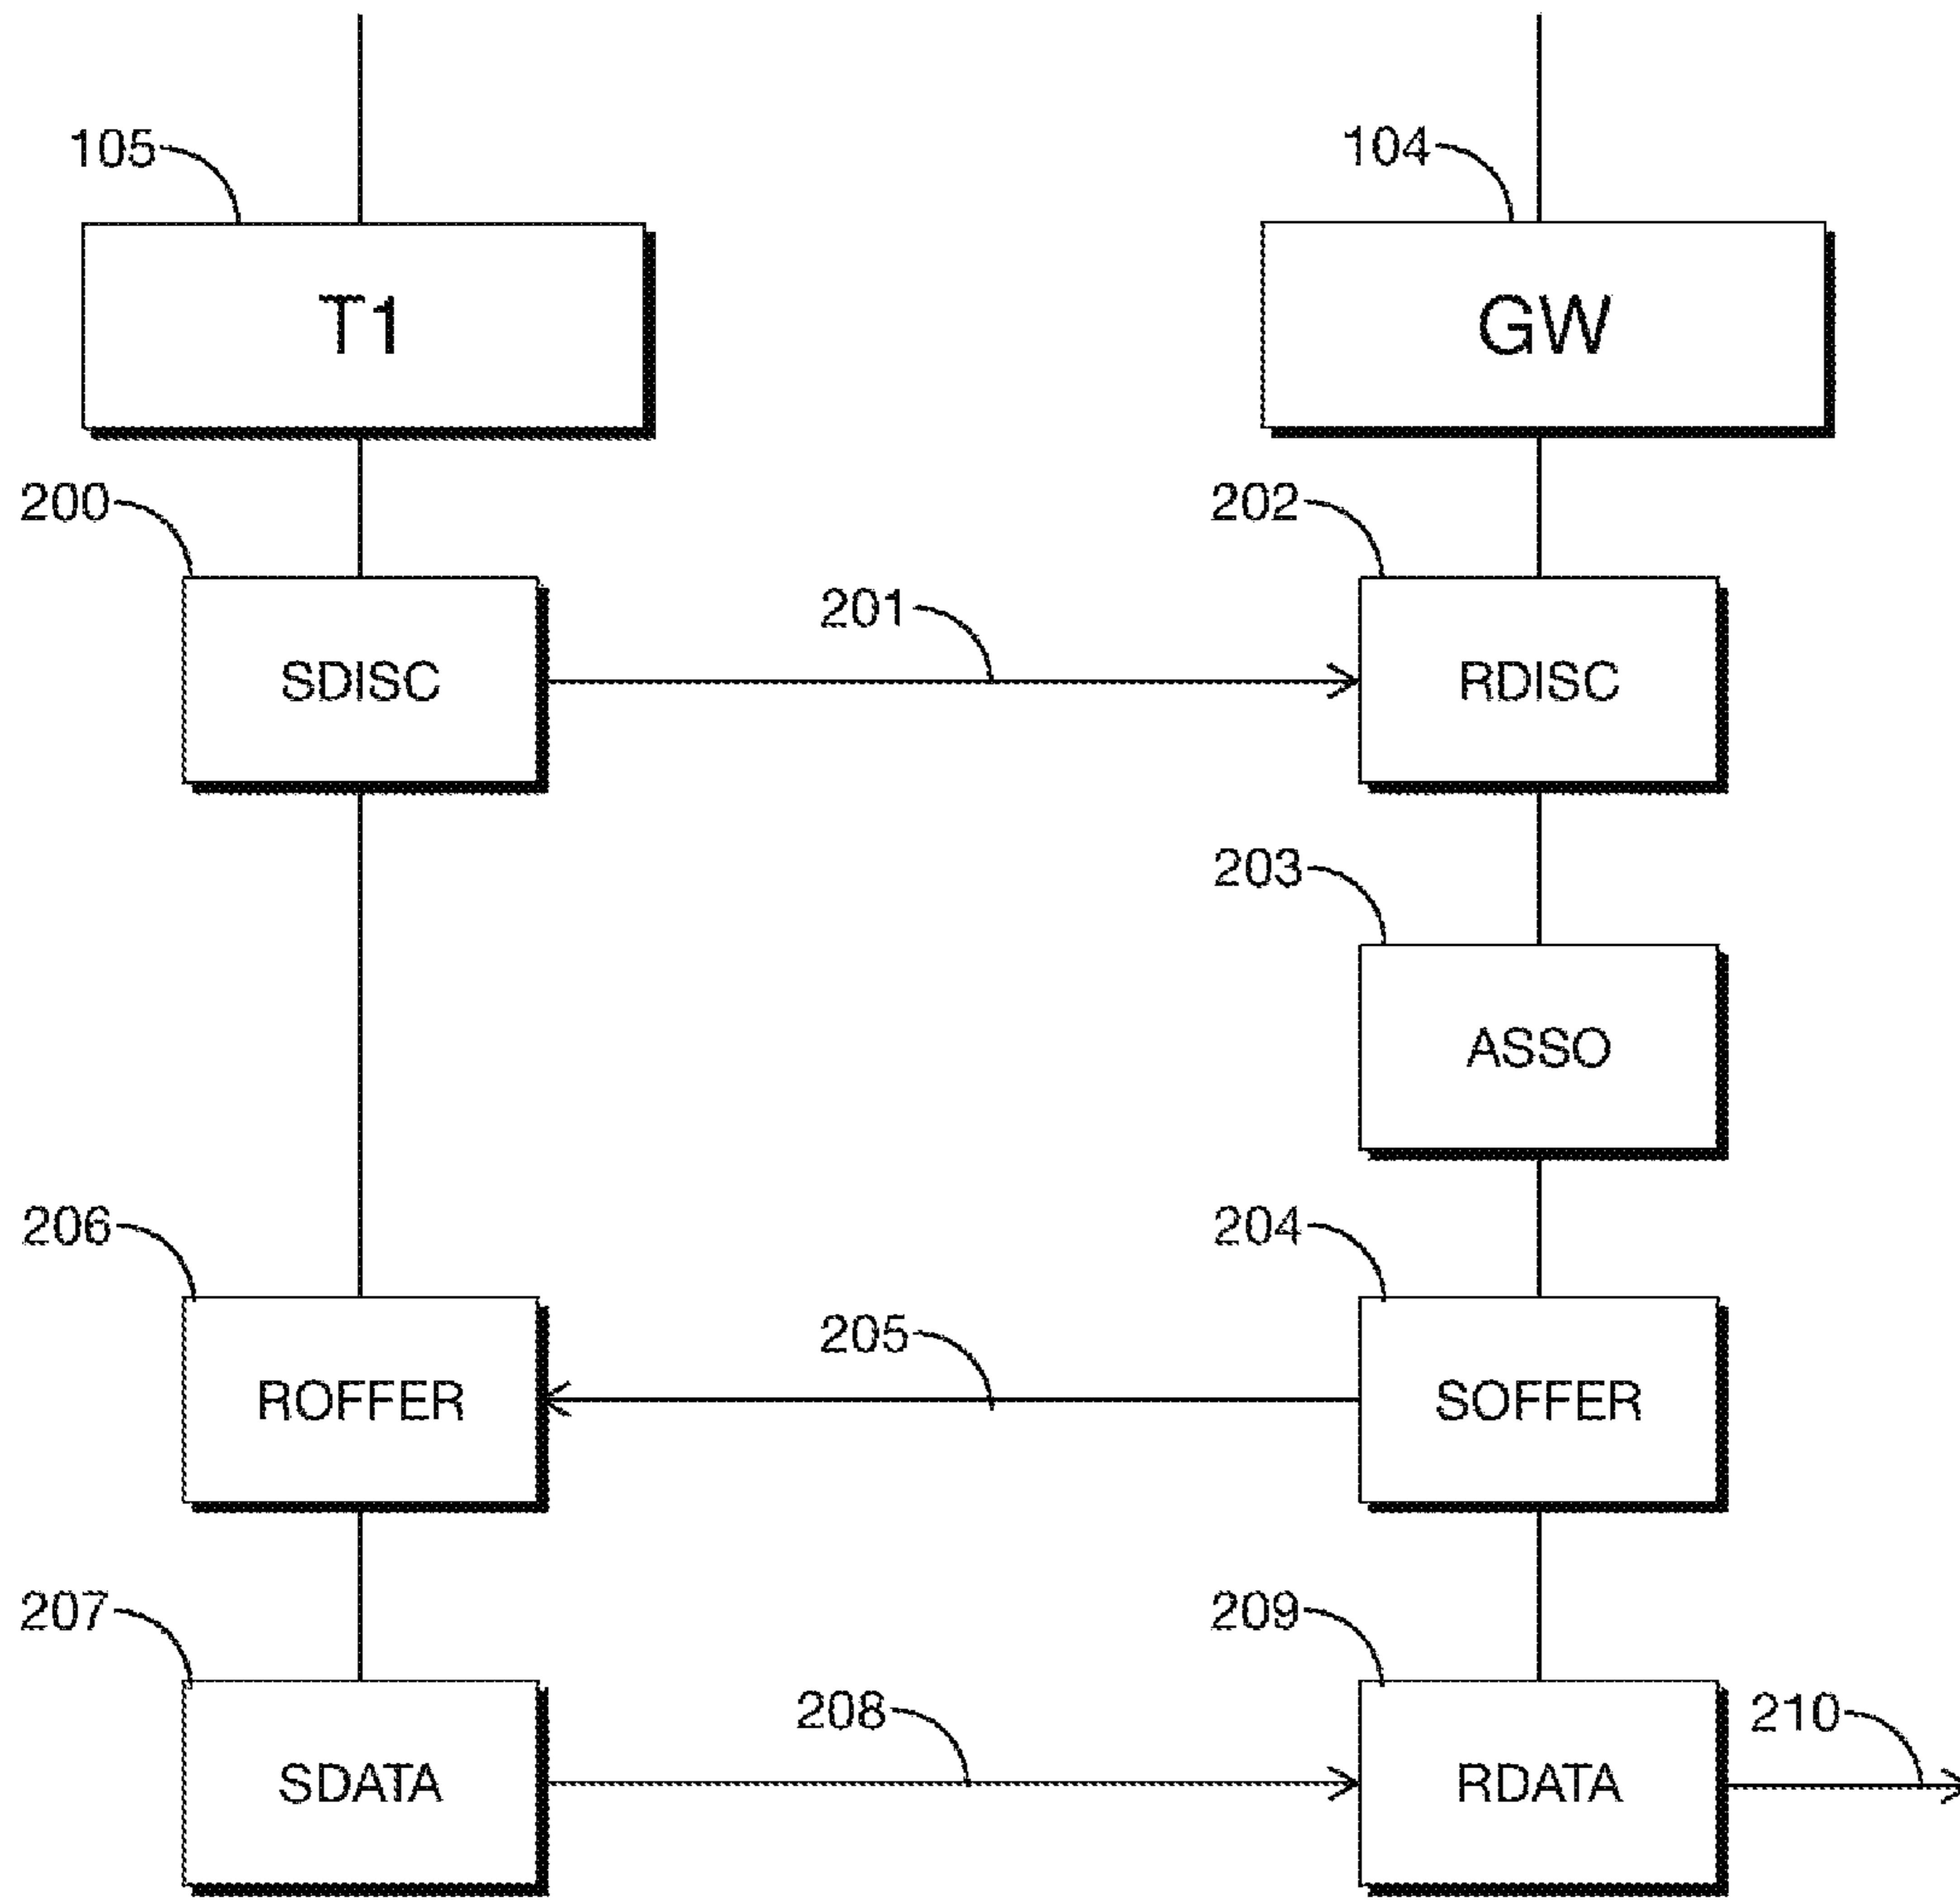 105
104
T1
GW
200
202
201
SDISC
RDISC
203
ASSO
206
204
205
ROFFER
SOFFER
207
209
208
210
SDATA
RDATA